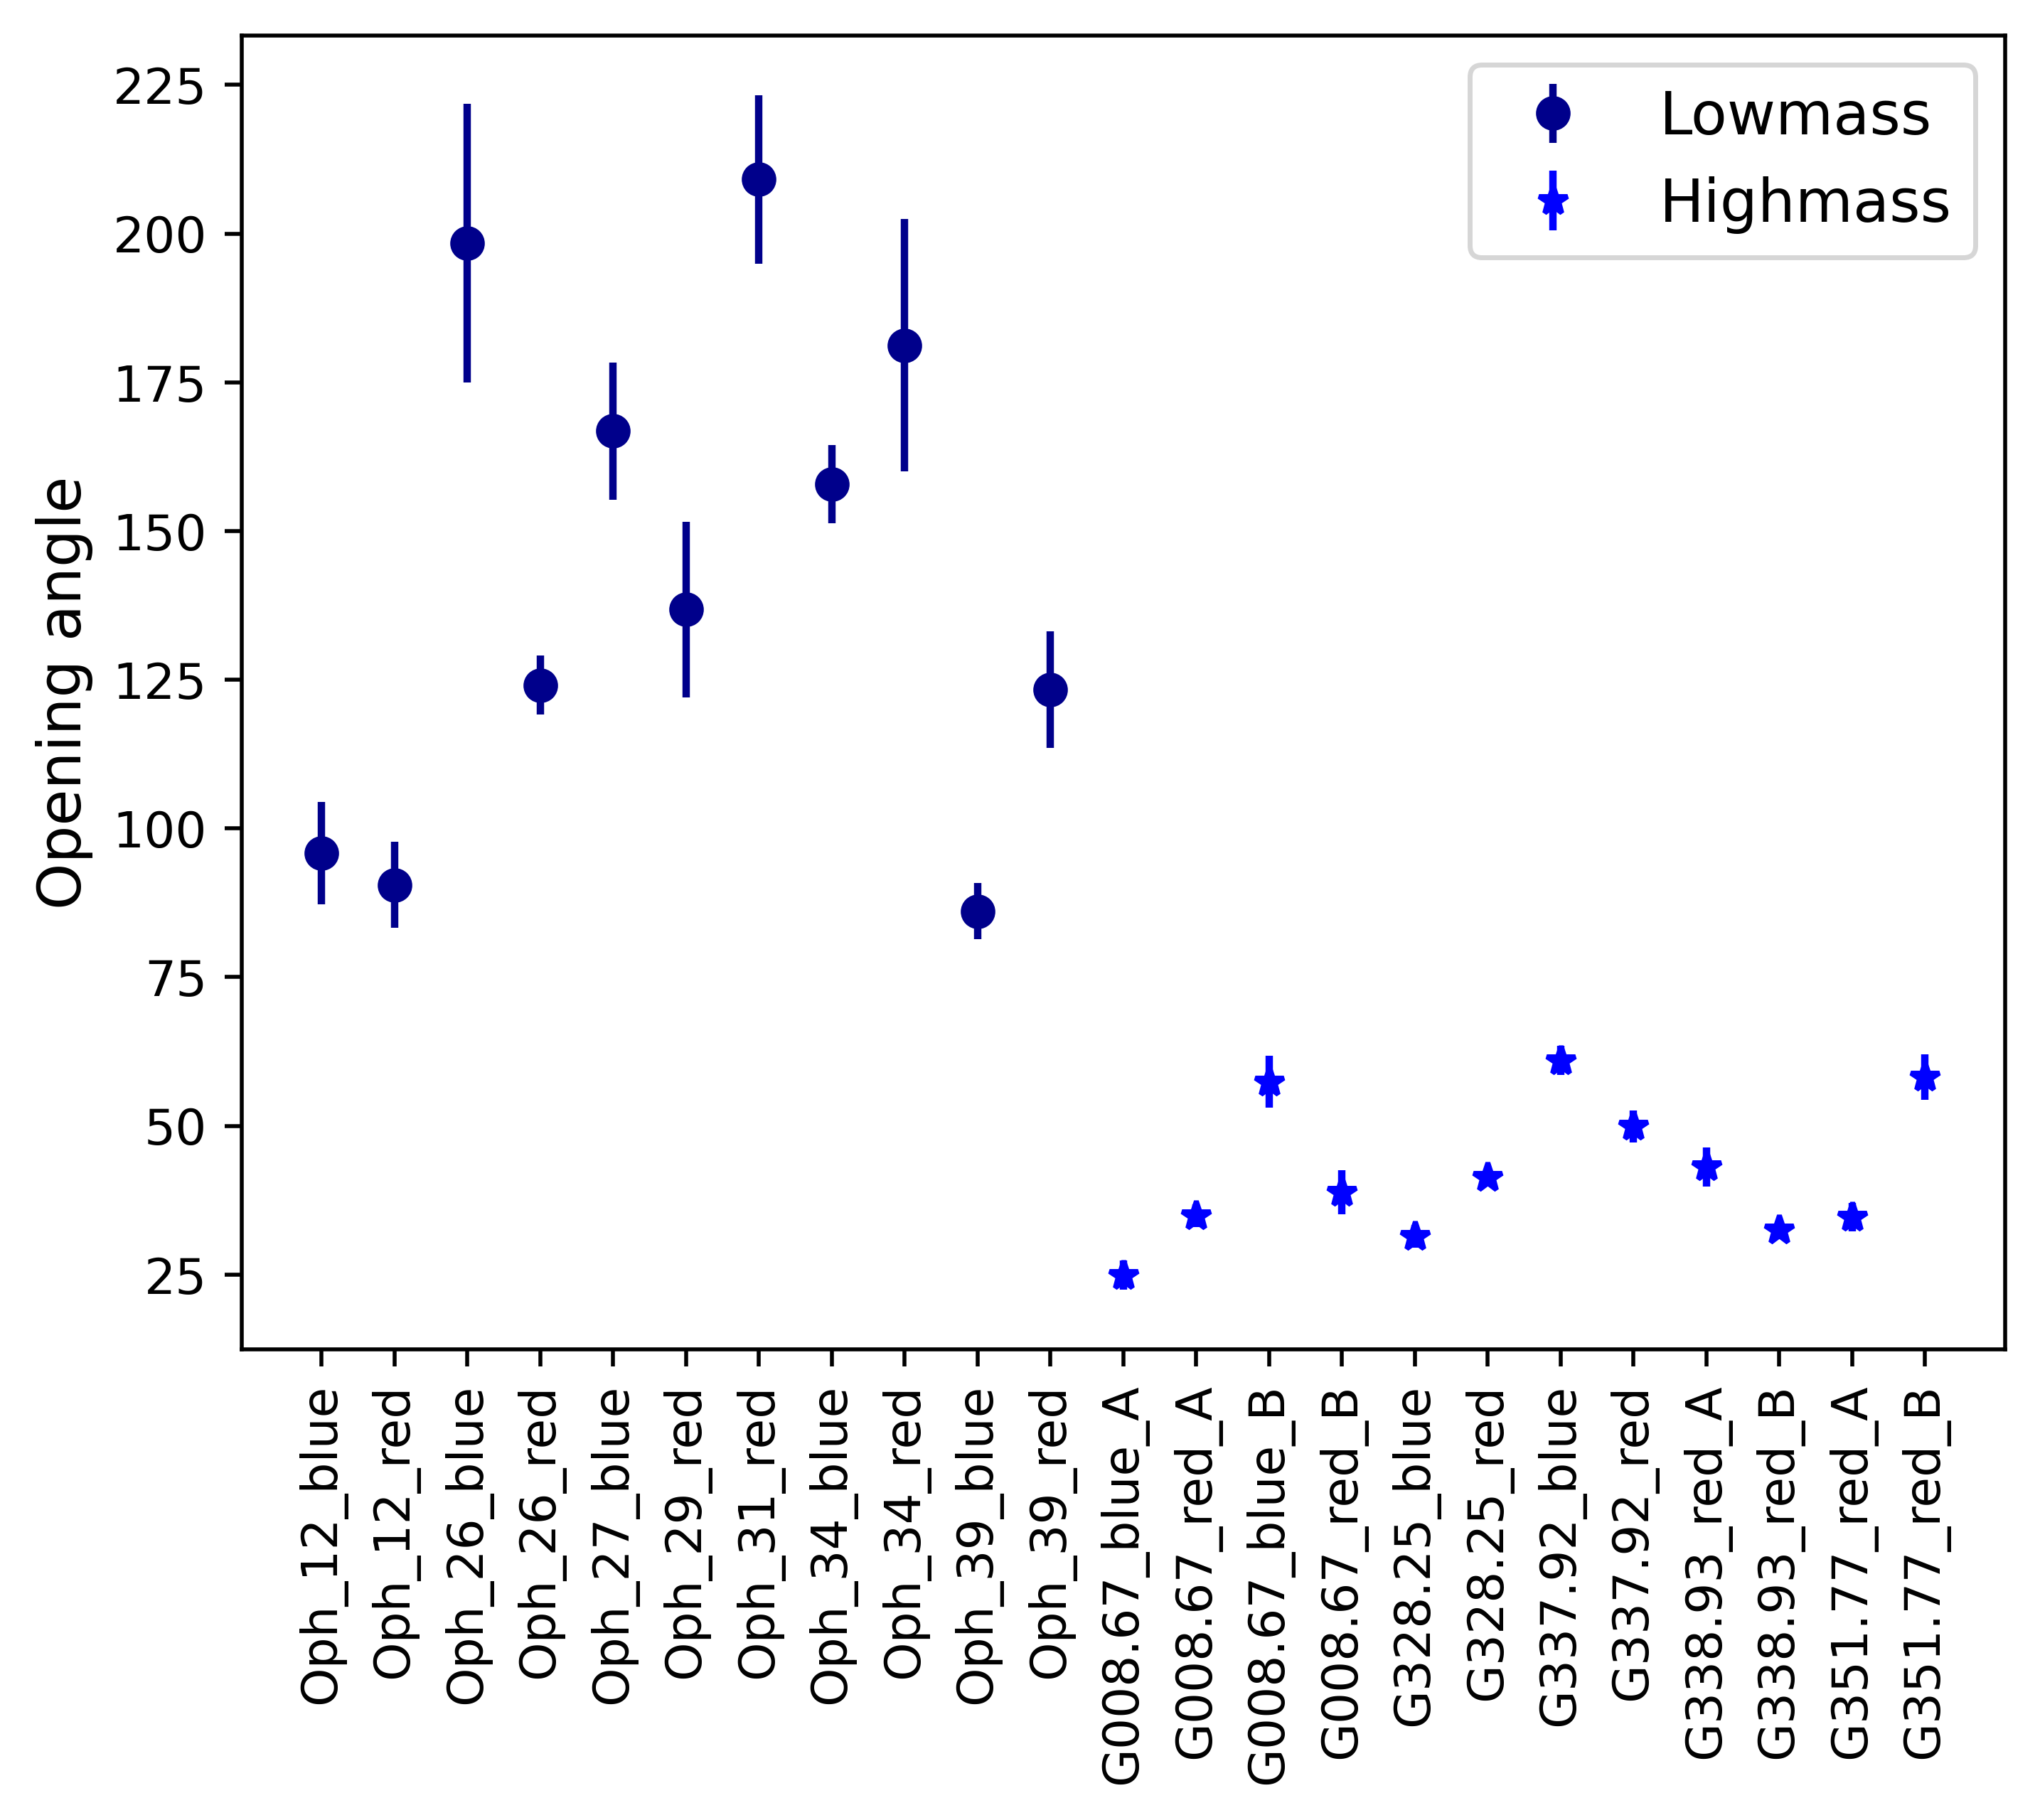 Lowmass
Highmass
Opening angle
225
200
175
150
125
100
75
50
25
Oph_12_blue
Oph_12_red
Oph_26_blue
Oph_26_red
Oph_27_blue
Oph_29_red
Oph_31_red
Oph_34_blue
Oph_34_red
Oph_39_blue
Oph_39_red
G008.67_blue_A
G008.67_red_A
G008.67_blue_B
G008.67_red_B
G328.25_blue
G328.25_red
G337.92_blue
G337.92_red
G338.93_red_A
G338.93_red_B
G351.77_red_A
G351.77_red_B